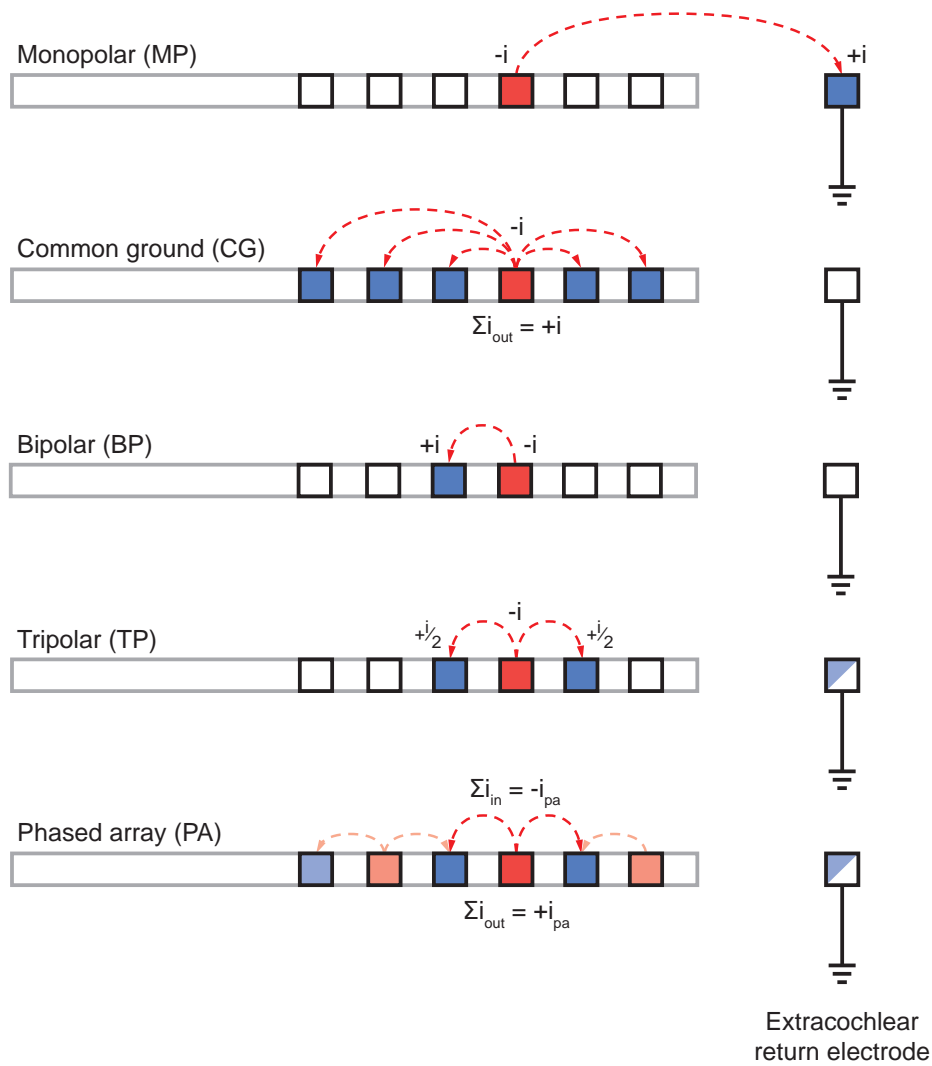 Monopolar (MP)
-i
+i
Common ground (CG)
-i
Σi_out = +i
Bipolar (BP)
+i
-i
Tripolar (TP)
-i
+i/2
+i/2
Σi_in = -i_pa
Phased array (PA)
Σi_out = +i_pa
Extracochlear
return electrode